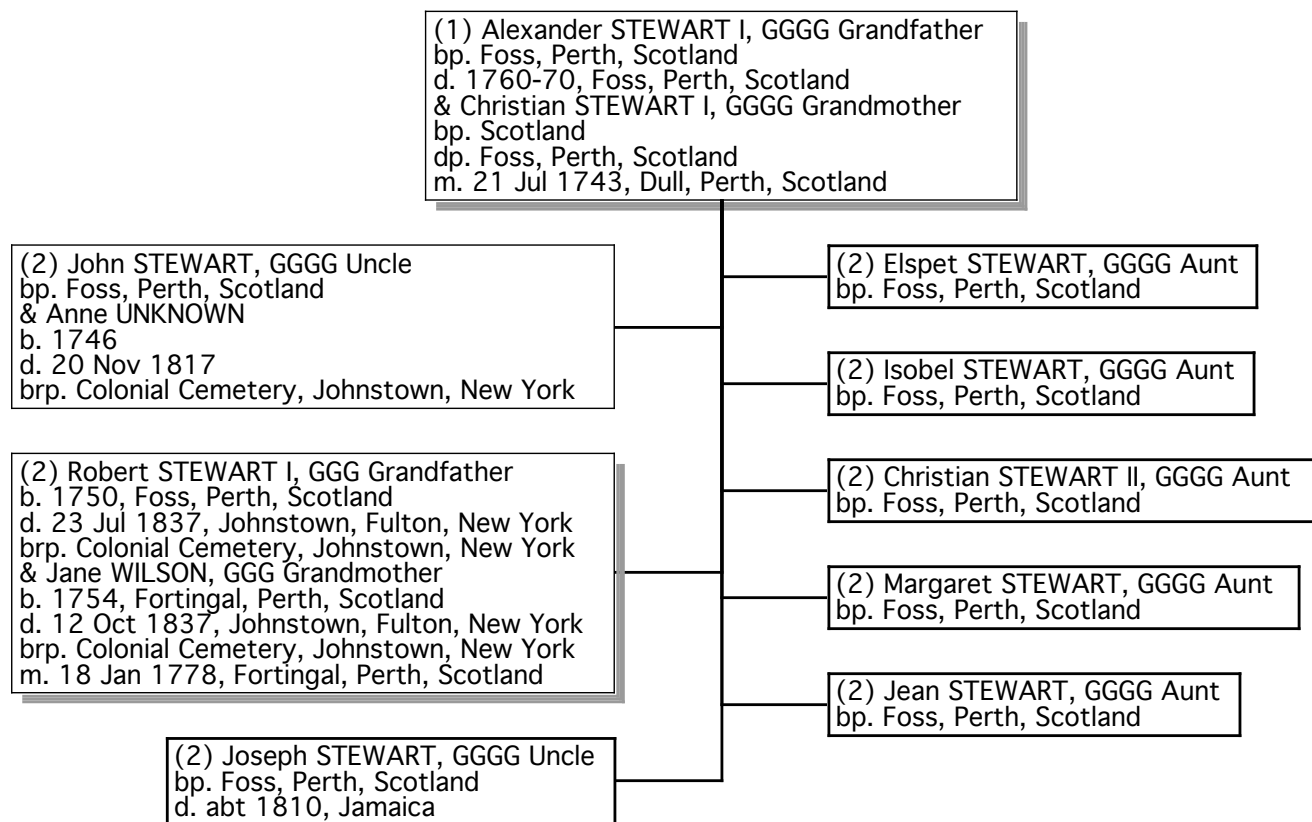 (1) Alexander STEWART I, GGGG Grandfather
bp. Foss, Perth, Scotland
d. 1760-70, Foss, Perth, Scotland
& Christian STEWART I, GGGG Grandmother
bp. Scotland
dp. Foss, Perth, Scotland
m. 21 Jul 1743, Dull, Perth, Scotland
(2) John STEWART, GGGG Uncle
bp. Foss, Perth, Scotland
& Anne UNKNOWN
b. 1746
d. 20 Nov 1817
brp. Colonial Cemetery, Johnstown, New York
(2) Robert STEWART I, GGG Grandfather
b. 1750, Foss, Perth, Scotland
d. 23 Jul 1837, Johnstown, Fulton, New York
brp. Colonial Cemetery, Johnstown, New York
& Jane WILSON, GGG Grandmother
b. 1754, Fortingal, Perth, Scotland
d. 12 Oct 1837, Johnstown, Fulton, New York
brp. Colonial Cemetery, Johnstown, New York
m. 18 Jan 1778, Fortingal, Perth, Scotland
(2) Joseph STEWART, GGGG Uncle
bp. Foss, Perth, Scotland
d. abt 1810, Jamaica
(2) Elspet STEWART, GGGG Aunt
bp. Foss, Perth, Scotland
(2) Isobel STEWART, GGGG Aunt
bp. Foss, Perth, Scotland
(2) Christian STEWART II, GGGG Aunt
bp. Foss, Perth, Scotland
(2) Margaret STEWART, GGGG Aunt
bp. Foss, Perth, Scotland
(2) Jean STEWART, GGGG Aunt
bp. Foss, Perth, Scotland